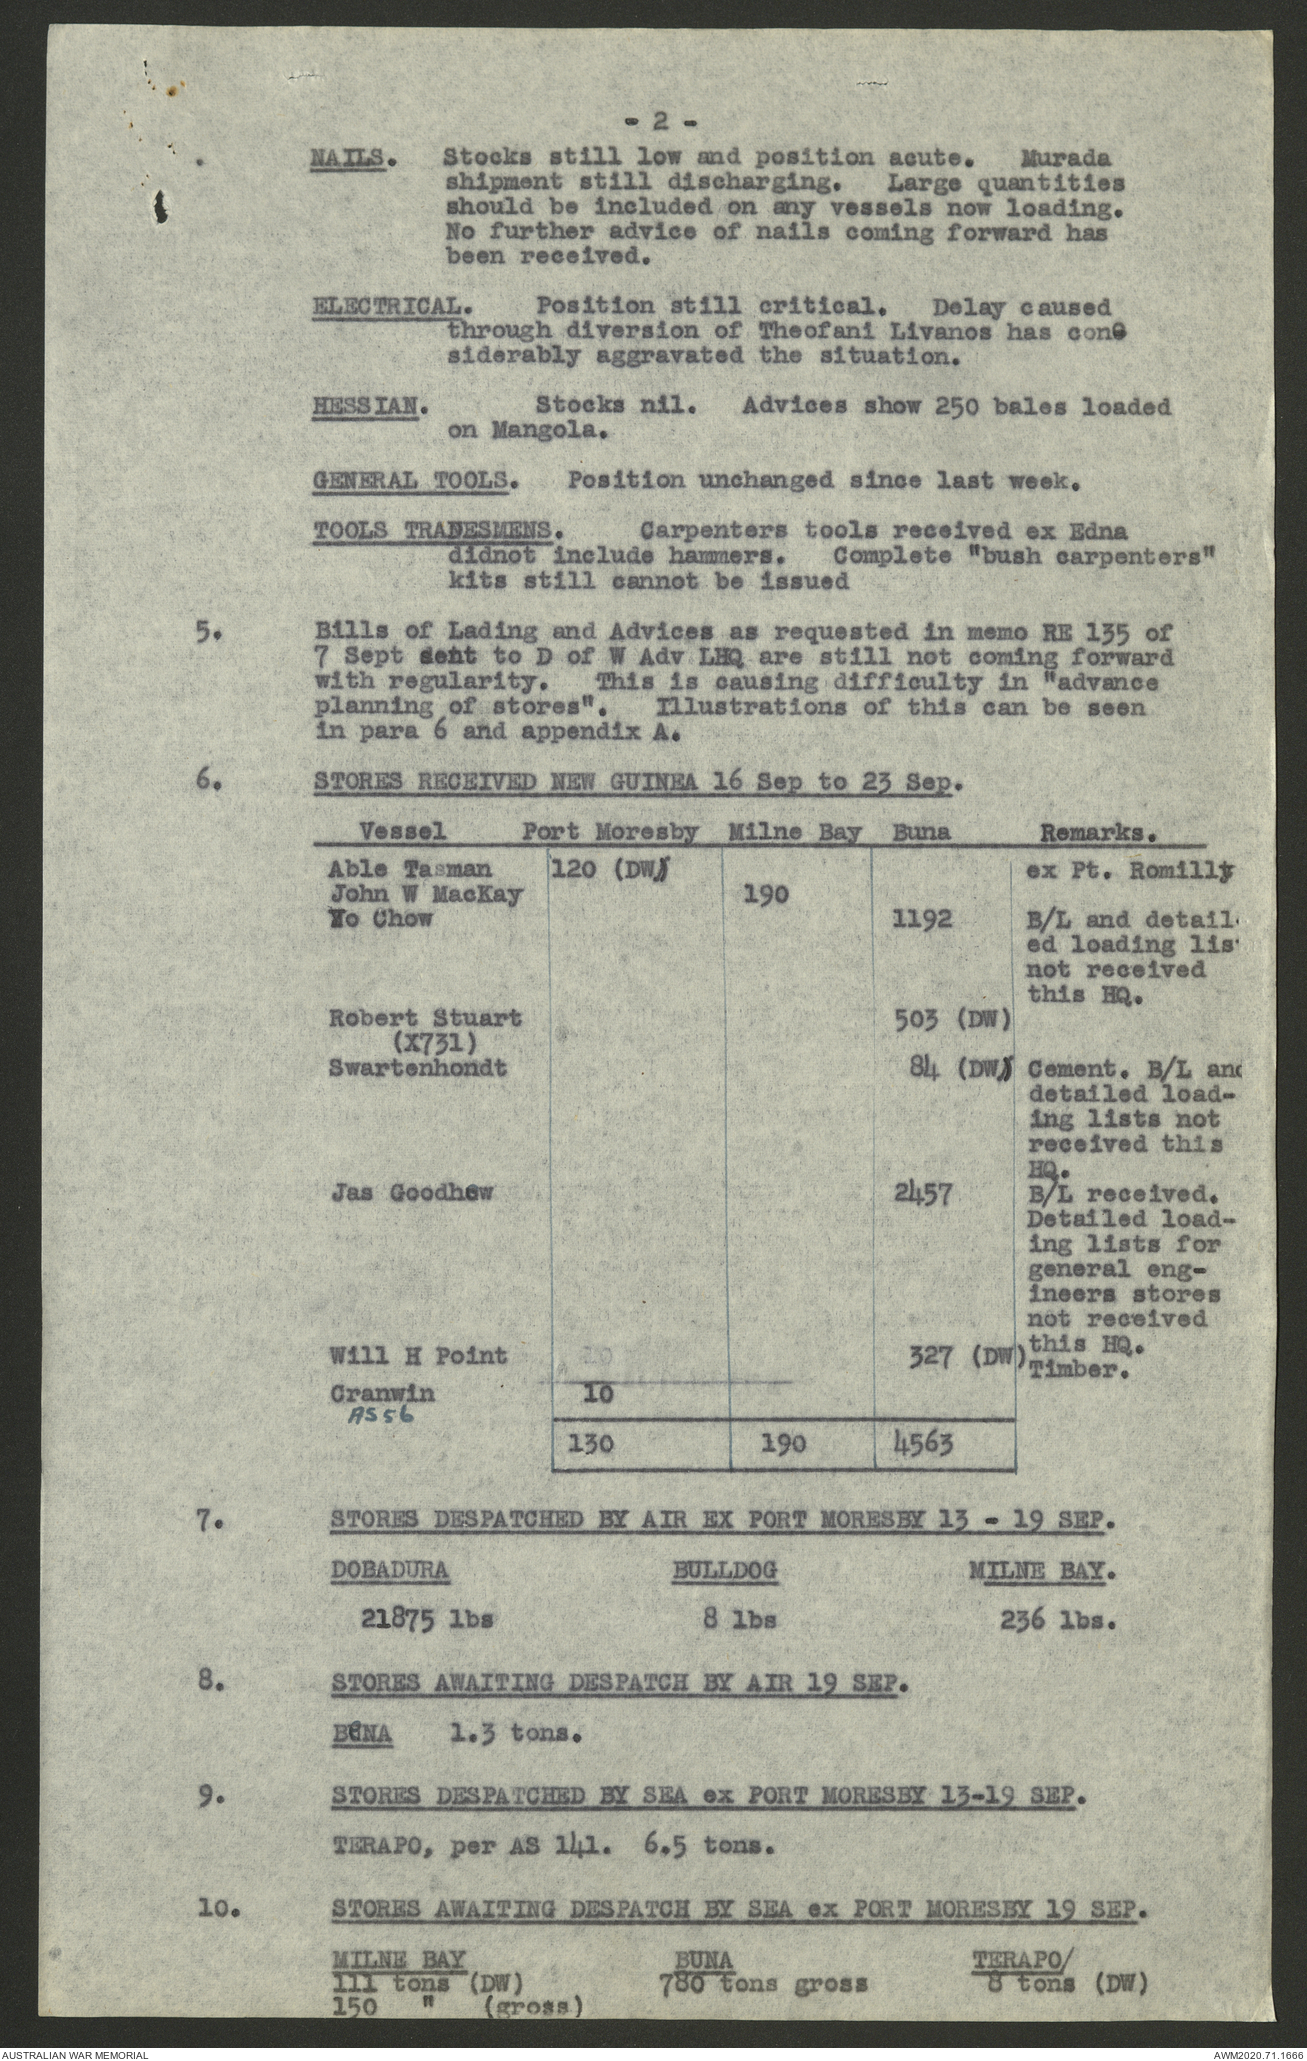 - 2 -
NAILS. Stocks still low and position acute. Murada
shipment still discharging. Large quantities
should be included on any vessels now loading.
No further advice of nails coming forward has
been received.
ELECTRICAL. Position still critical. Delay caused
through diversion of Theofani Livanos has con-
siderably aggravated the situation.
HESSIAN. Stocks nil. Advices show 250 bales loaded
on Mangola.
GENERAL TOOLS. Position unchanged since last week.
TOOLS TRADESMENS. Carpenters tools received ex Edna
didnot include hammers. Complete "bush carpenters"
kits still cannot be issued
5. Bills of Lading and Advices as requested in memo RE 135 of
7 Sept sent to D of W Adv LHQ are still not coming forward
with regularity. This is causing difficulty in "advance
planning of stores". Illustrations of this can be seen
in para 6 and appendix A.
6. STORES RECEIVED NEW GUINEA 16 Sep to 23 Sep.
Vessel Port Moresby Milne Bay Buna Remarks.
Able Tasman 120 (DW) ex Pt. Romilly
John W MacKay 190
Yo Chow 1192 B/L and detail-
ed loading lis
not received
this HQ.
Robert Stuart 503 (DW)
(X731)
Swartenhondt 84 (DW) Cement. B/L and
detailed load-
ing lists not
received this
HQ.
Jas Goodhew 2457 B/L received.
Detailed load-
ing lists for
general eng-
ineers stores
not received
this HQ.
Will H Point 327 (DW) Timber.
Cranwin 10
AS 56
130 190 4563
7. STORES DESPATCHED BY AIR EX PORT MORESBY 13 - 19 SEP.
DOBADURA BULLDOG MILNE BAY.
21875 lbs 8 lbs 236 lbs.
8. STORES AWAITING DESPATCH BY AIR 19 SEP.
BENA 1.3 tons.
9. STORES DESPATCHED BY SEA ex PORT MORESBY 13-19 SEP.
TERAPO, per AS 141. 6.5 tons.
10. STORES AWAITING DESPATCH BY SEA ex PORT MORESBY 19 SEP.
MILNE BAY BUNA TERAPO/
111 tons (DW) 780 tons gross 8 tons (DW)
150 " (gross)
AUSTRALIAN WAR MEMORIAL AWM2020.71.1666